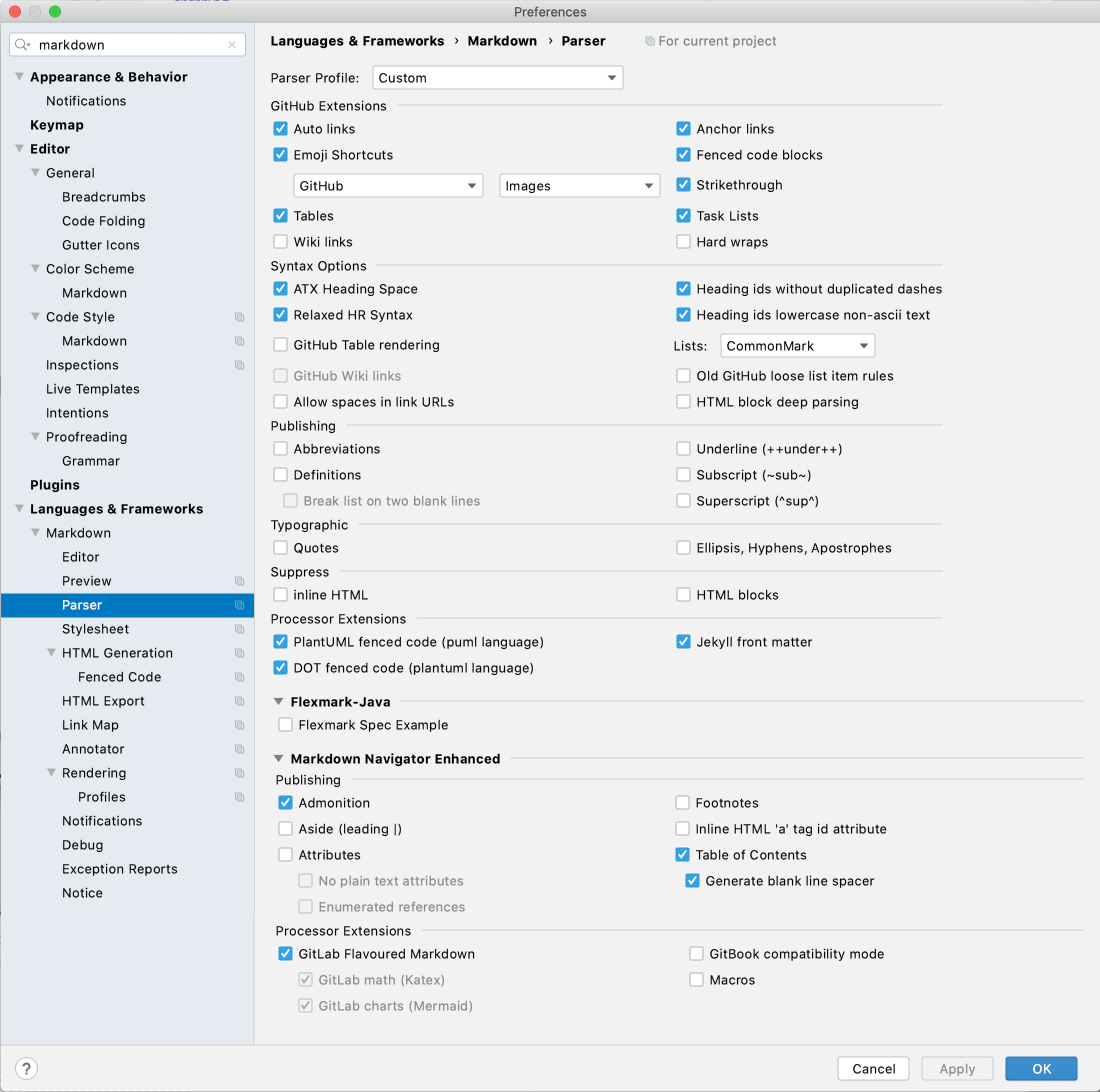 Preferences
markdown
Appearance & Behavior
Notifications
Keymap
Editor
General
Breadcrumbs
Code Folding
Gutter Icons
Color Scheme
Markdown
Code Style
Markdown
Inspections
Live Templates
Intentions
Proofreading
Grammar
Plugins
Languages & Frameworks
Markdown
Editor
Preview
Parser
Stylesheet
HTML Generation
Fenced Code
HTML Export
Link Map
Annotator
Rendering
Profiles
Notifications
Debug
Exception Reports
Notice
Languages & Frameworks › Markdown › Parser For current project
Parser Profile: Custom
GitHub Extensions
Auto links Anchor links
Emoji Shortcuts Fenced code blocks
GitHub Images Strikethrough
Tables Task Lists
Wiki links Hard wraps
Syntax Options
ATX Heading Space Heading ids without duplicated dashes
Relaxed HR Syntax Heading ids lowercase non-ascii text
GitHub Table rendering Lists: CommonMark
GitHub Wiki links Old GitHub loose list item rules
Allow spaces in link URLs HTML block deep parsing
Publishing
Abbreviations Underline (++under++)
Definitions Subscript (~sub~)
Break list on two blank lines Superscript (^sup^)
Typographic
Quotes Ellipsis, Hyphens, Apostrophes
Suppress
inline HTML HTML blocks
Processor Extensions
PlantUML fenced code (puml language) Jekyll front matter
DOT fenced code (plantuml language)
Flexmark-Java
Flexmark Spec Example
Markdown Navigator Enhanced
Publishing
Admonition Footnotes
Aside (leading |) Inline HTML 'a' tag id attribute
Attributes Table of Contents
No plain text attributes Generate blank line spacer
Enumerated references
Processor Extensions
GitLab Flavoured Markdown GitBook compatibility mode
GitLab math (Katex) Macros
GitLab charts (Mermaid)
? Cancel Apply OK